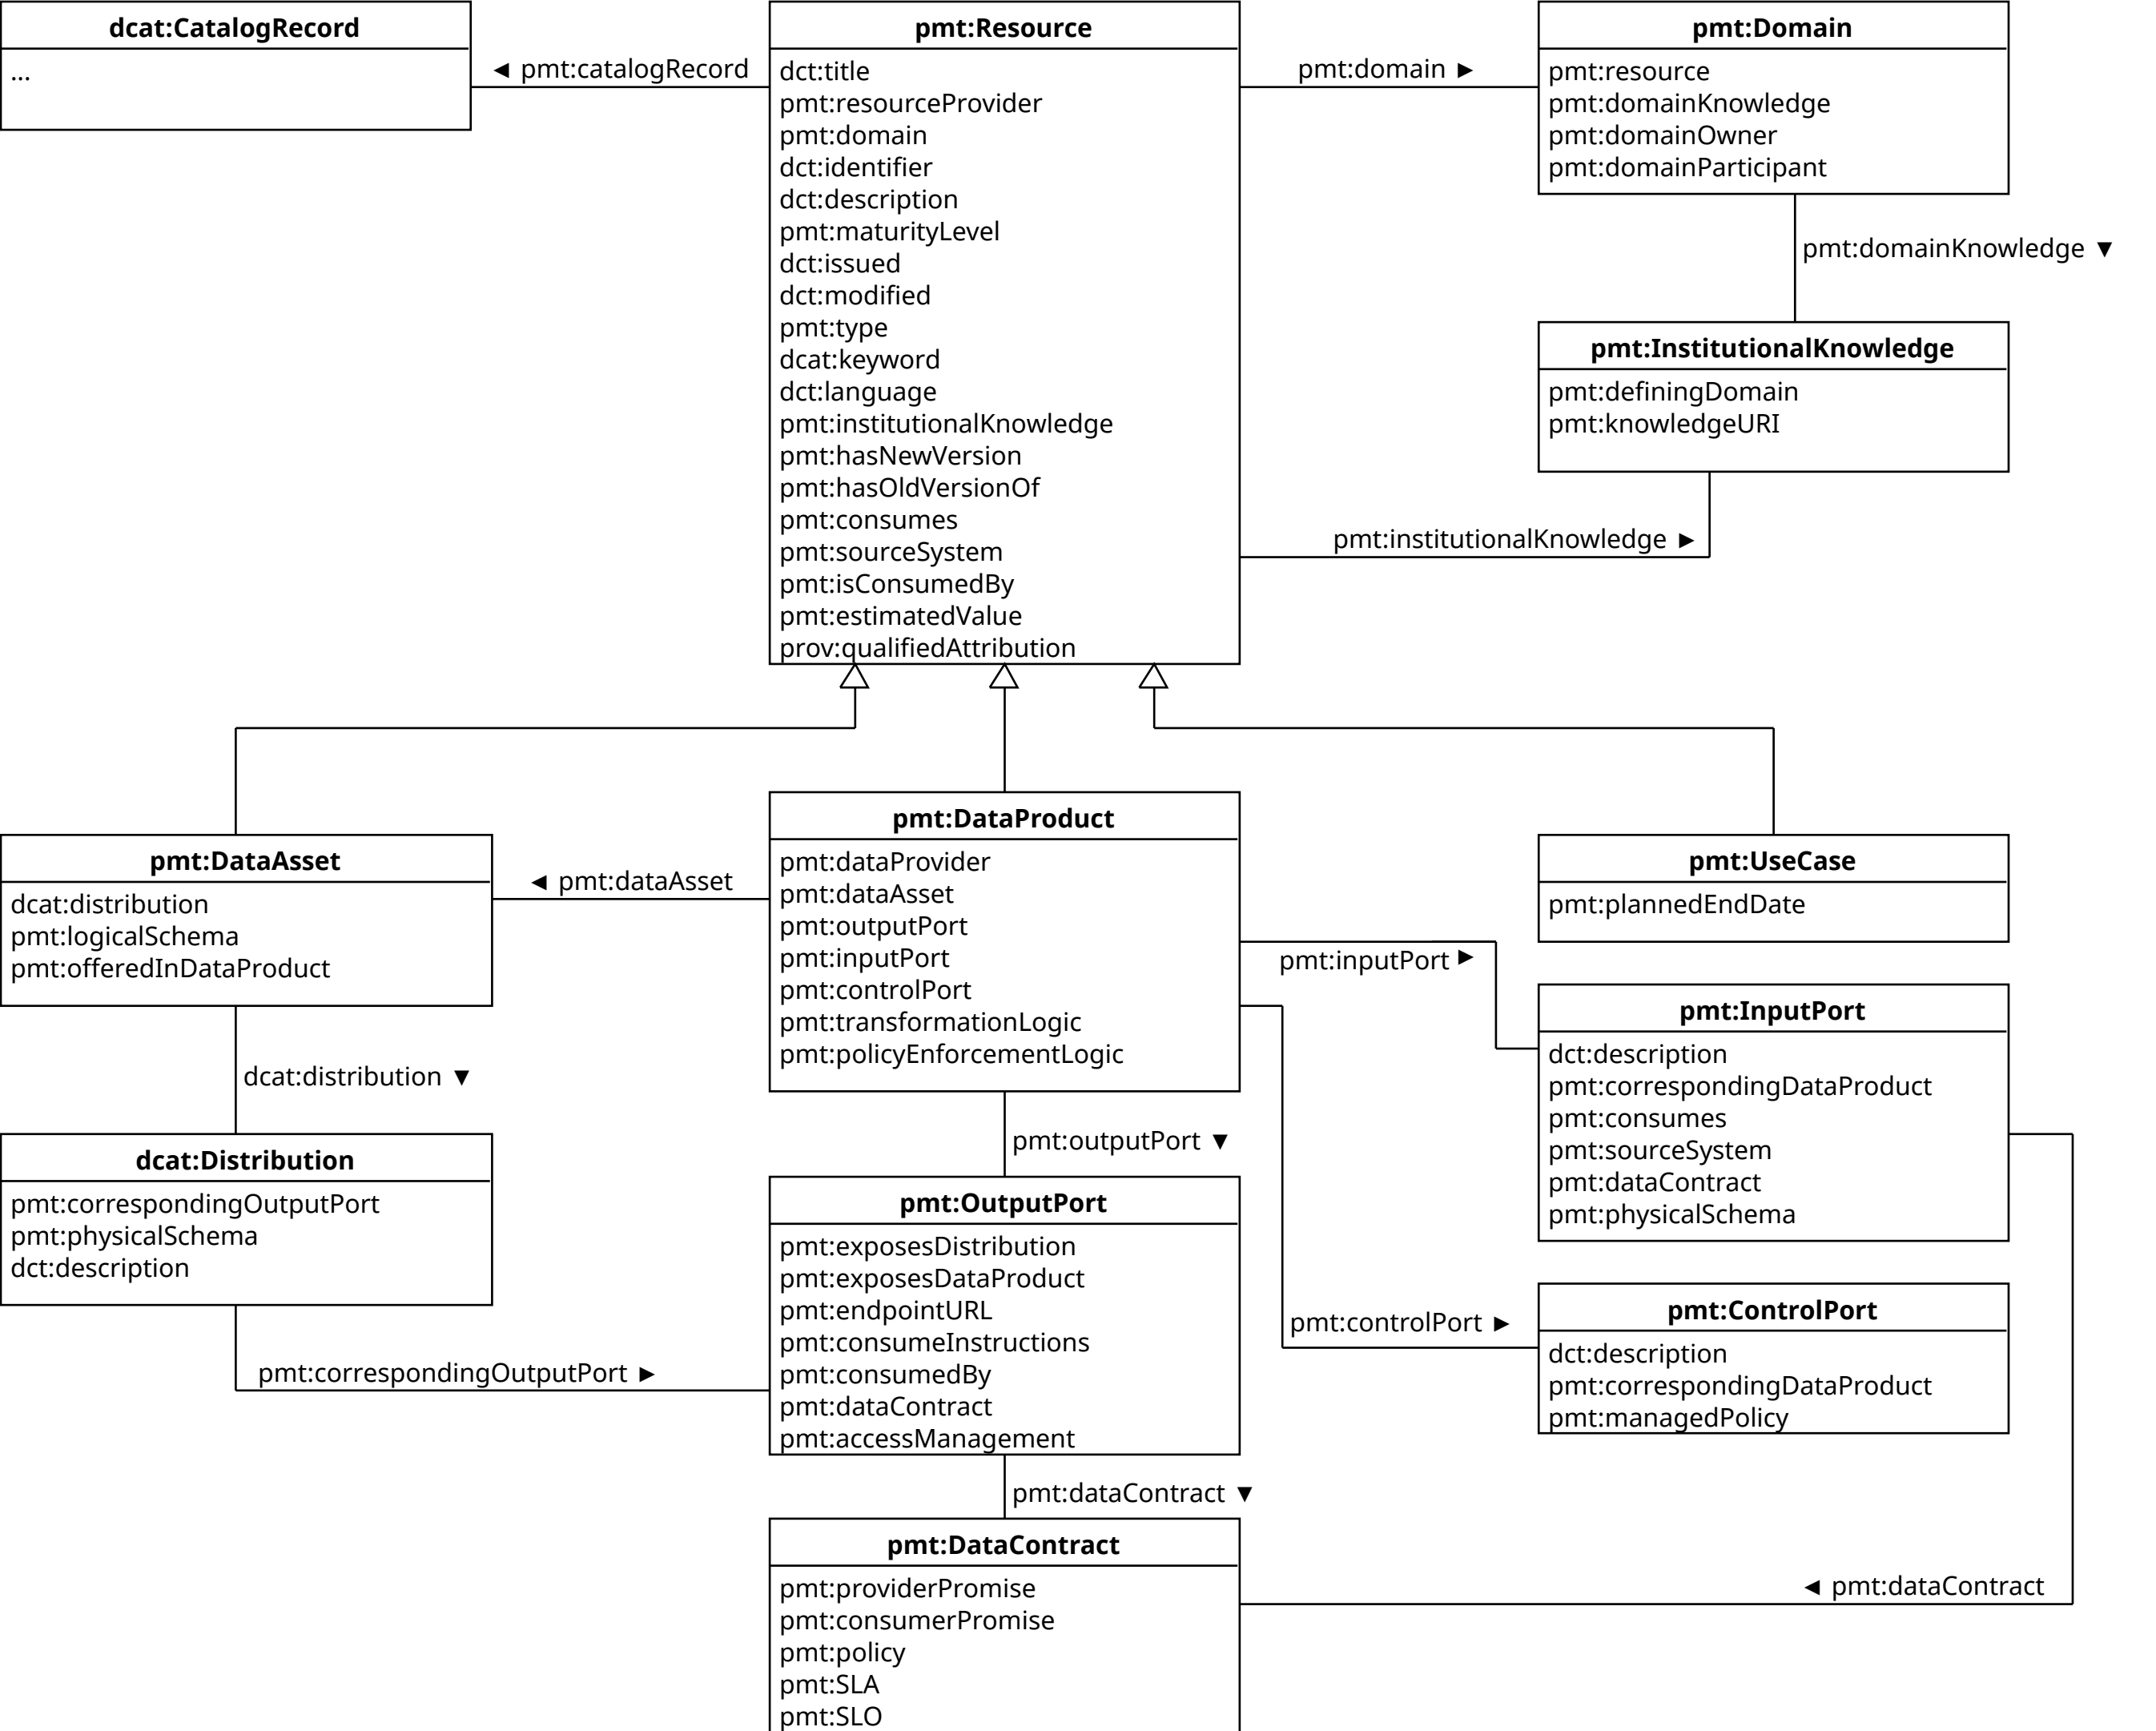 dcat:CatalogRecord
...
◄ pmt:catalogRecord
pmt:Resource
dct:title
pmt:resourceProvider
pmt:domain
dct:identifier
dct:description
pmt:maturityLevel
dct:issued
dct:modified
pmt:type
dcat:keyword
dct:language
pmt:institutionalKnowledge
pmt:hasNewVersion
pmt:hasOldVersionOf
pmt:consumes
pmt:sourceSystem
pmt:isConsumedBy
pmt:estimatedValue
prov:qualifiedAttribution
pmt:domain ►
pmt:Domain
pmt:resource
pmt:domainKnowledge
pmt:domainOwner
pmt:domainParticipant
pmt:domainKnowledge ▼
pmt:InstitutionalKnowledge
pmt:definingDomain
pmt:knowledgeURI
pmt:institutionalKnowledge ►
pmt:DataAsset
dcat:distribution
pmt:logicalSchema
pmt:offeredInDataProduct
◄ pmt:dataAsset
pmt:DataProduct
pmt:dataProvider
pmt:dataAsset
pmt:outputPort
pmt:inputPort
pmt:controlPort
pmt:transformationLogic
pmt:policyEnforcementLogic
pmt:UseCase
pmt:plannedEndDate
pmt:inputPort ►
pmt:InputPort
dct:description
pmt:correspondingDataProduct
pmt:consumes
pmt:sourceSystem
pmt:dataContract
pmt:physicalSchema
dcat:distribution ▼
dcat:Distribution
pmt:correspondingOutputPort
pmt:physicalSchema
dct:description
pmt:outputPort ▼
pmt:OutputPort
pmt:exposesDistribution
pmt:exposesDataProduct
pmt:endpointURL
pmt:consumeInstructions
pmt:consumedBy
pmt:dataContract
pmt:accessManagement
pmt:controlPort ►
pmt:ControlPort
dct:description
pmt:correspondingDataProduct
pmt:managedPolicy
pmt:correspondingOutputPort ►
pmt:dataContract ▼
pmt:DataContract
pmt:providerPromise
pmt:consumerPromise
pmt:policy
pmt:SLA
pmt:SLO
◄ pmt:dataContract